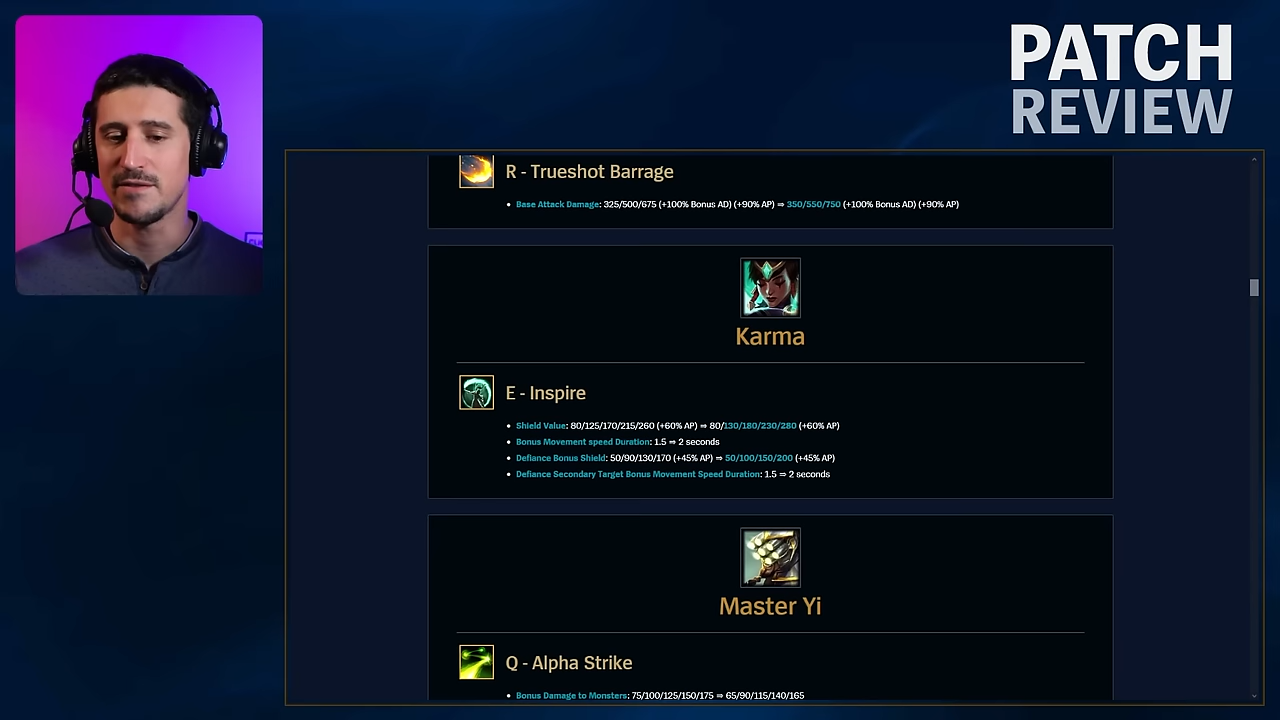 PATCH
REVIEW
R - Trueshot Barrage
Base Attack Damage: 325/500/675 (+100% Bonus AD) (+90% AP) ⇒ 350/550/750 (+100% Bonus AD) (+90% AP)
Karma
E - Inspire
Shield Value: 80/125/170/215/260 (+60% AP) ⇒ 80/130/180/230/280 (+60% AP)
Bonus Movement speed Duration: 1.5 ⇒ 2 seconds
Defiance Bonus Shield: 50/90/130/170 (+45% AP) ⇒ 50/100/150/200 (+45% AP)
Defiance Secondary Target Bonus Movement Speed Duration: 1.5 ⇒ 2 seconds
Master Yi
Q - Alpha Strike
Bonus Damage to Monsters: 75/100/125/150/175 ⇒ 65/90/115/140/165